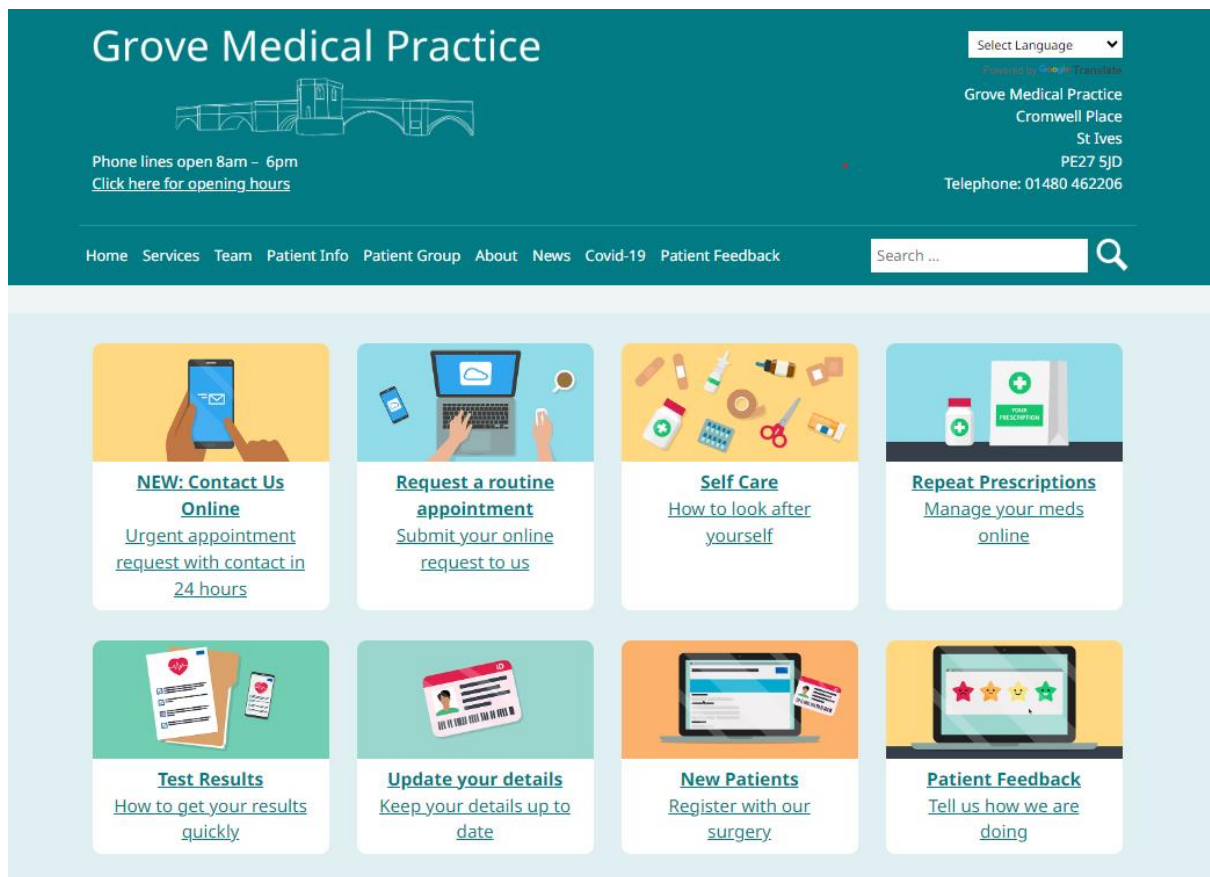 Grove Medical Practice
Select Language
Powered by Google Translate
Grove Medical Practice
Cromwell Place
St Ives
PE27 5JD
Telephone: 01480 462206
Phone lines open 8am – 6pm
Click here for opening hours
Home Services Team Patient Info Patient Group About News Covid-19 Patient Feedback
Search ...
NEW: Contact Us
Online
Urgent appointment
request with contact in
24 hours
Request a routine
appointment
Submit your online
request to us
Self Care
How to look after
yourself
YOUR
PRESCRIPTION
Repeat Prescriptions
Manage your meds
online
Test Results
How to get your results
quickly
ID
Update your details
Keep your details up to
date
New Patients
Register with our
surgery
Patient Feedback
Tell us how we are
doing